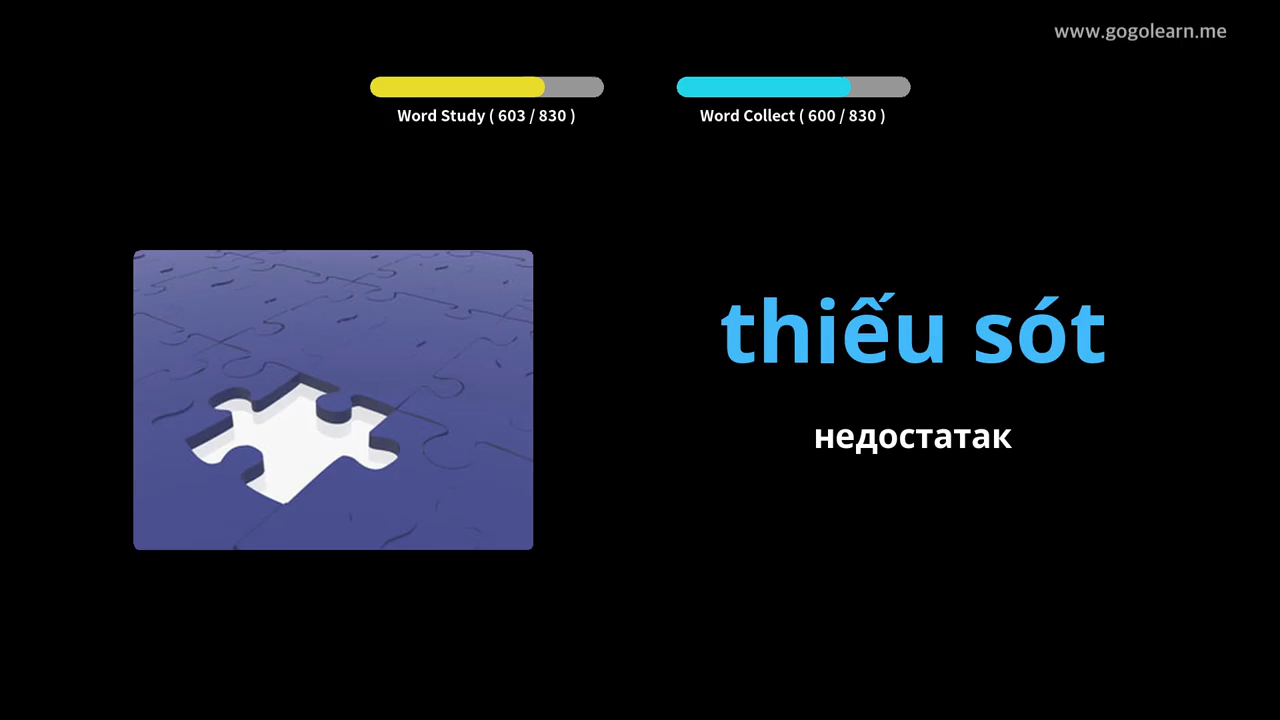 www.gogolearn.me
Word Study ( 603 / 830 )
Word Collect ( 600 / 830 )
thiếu sót
недостатак